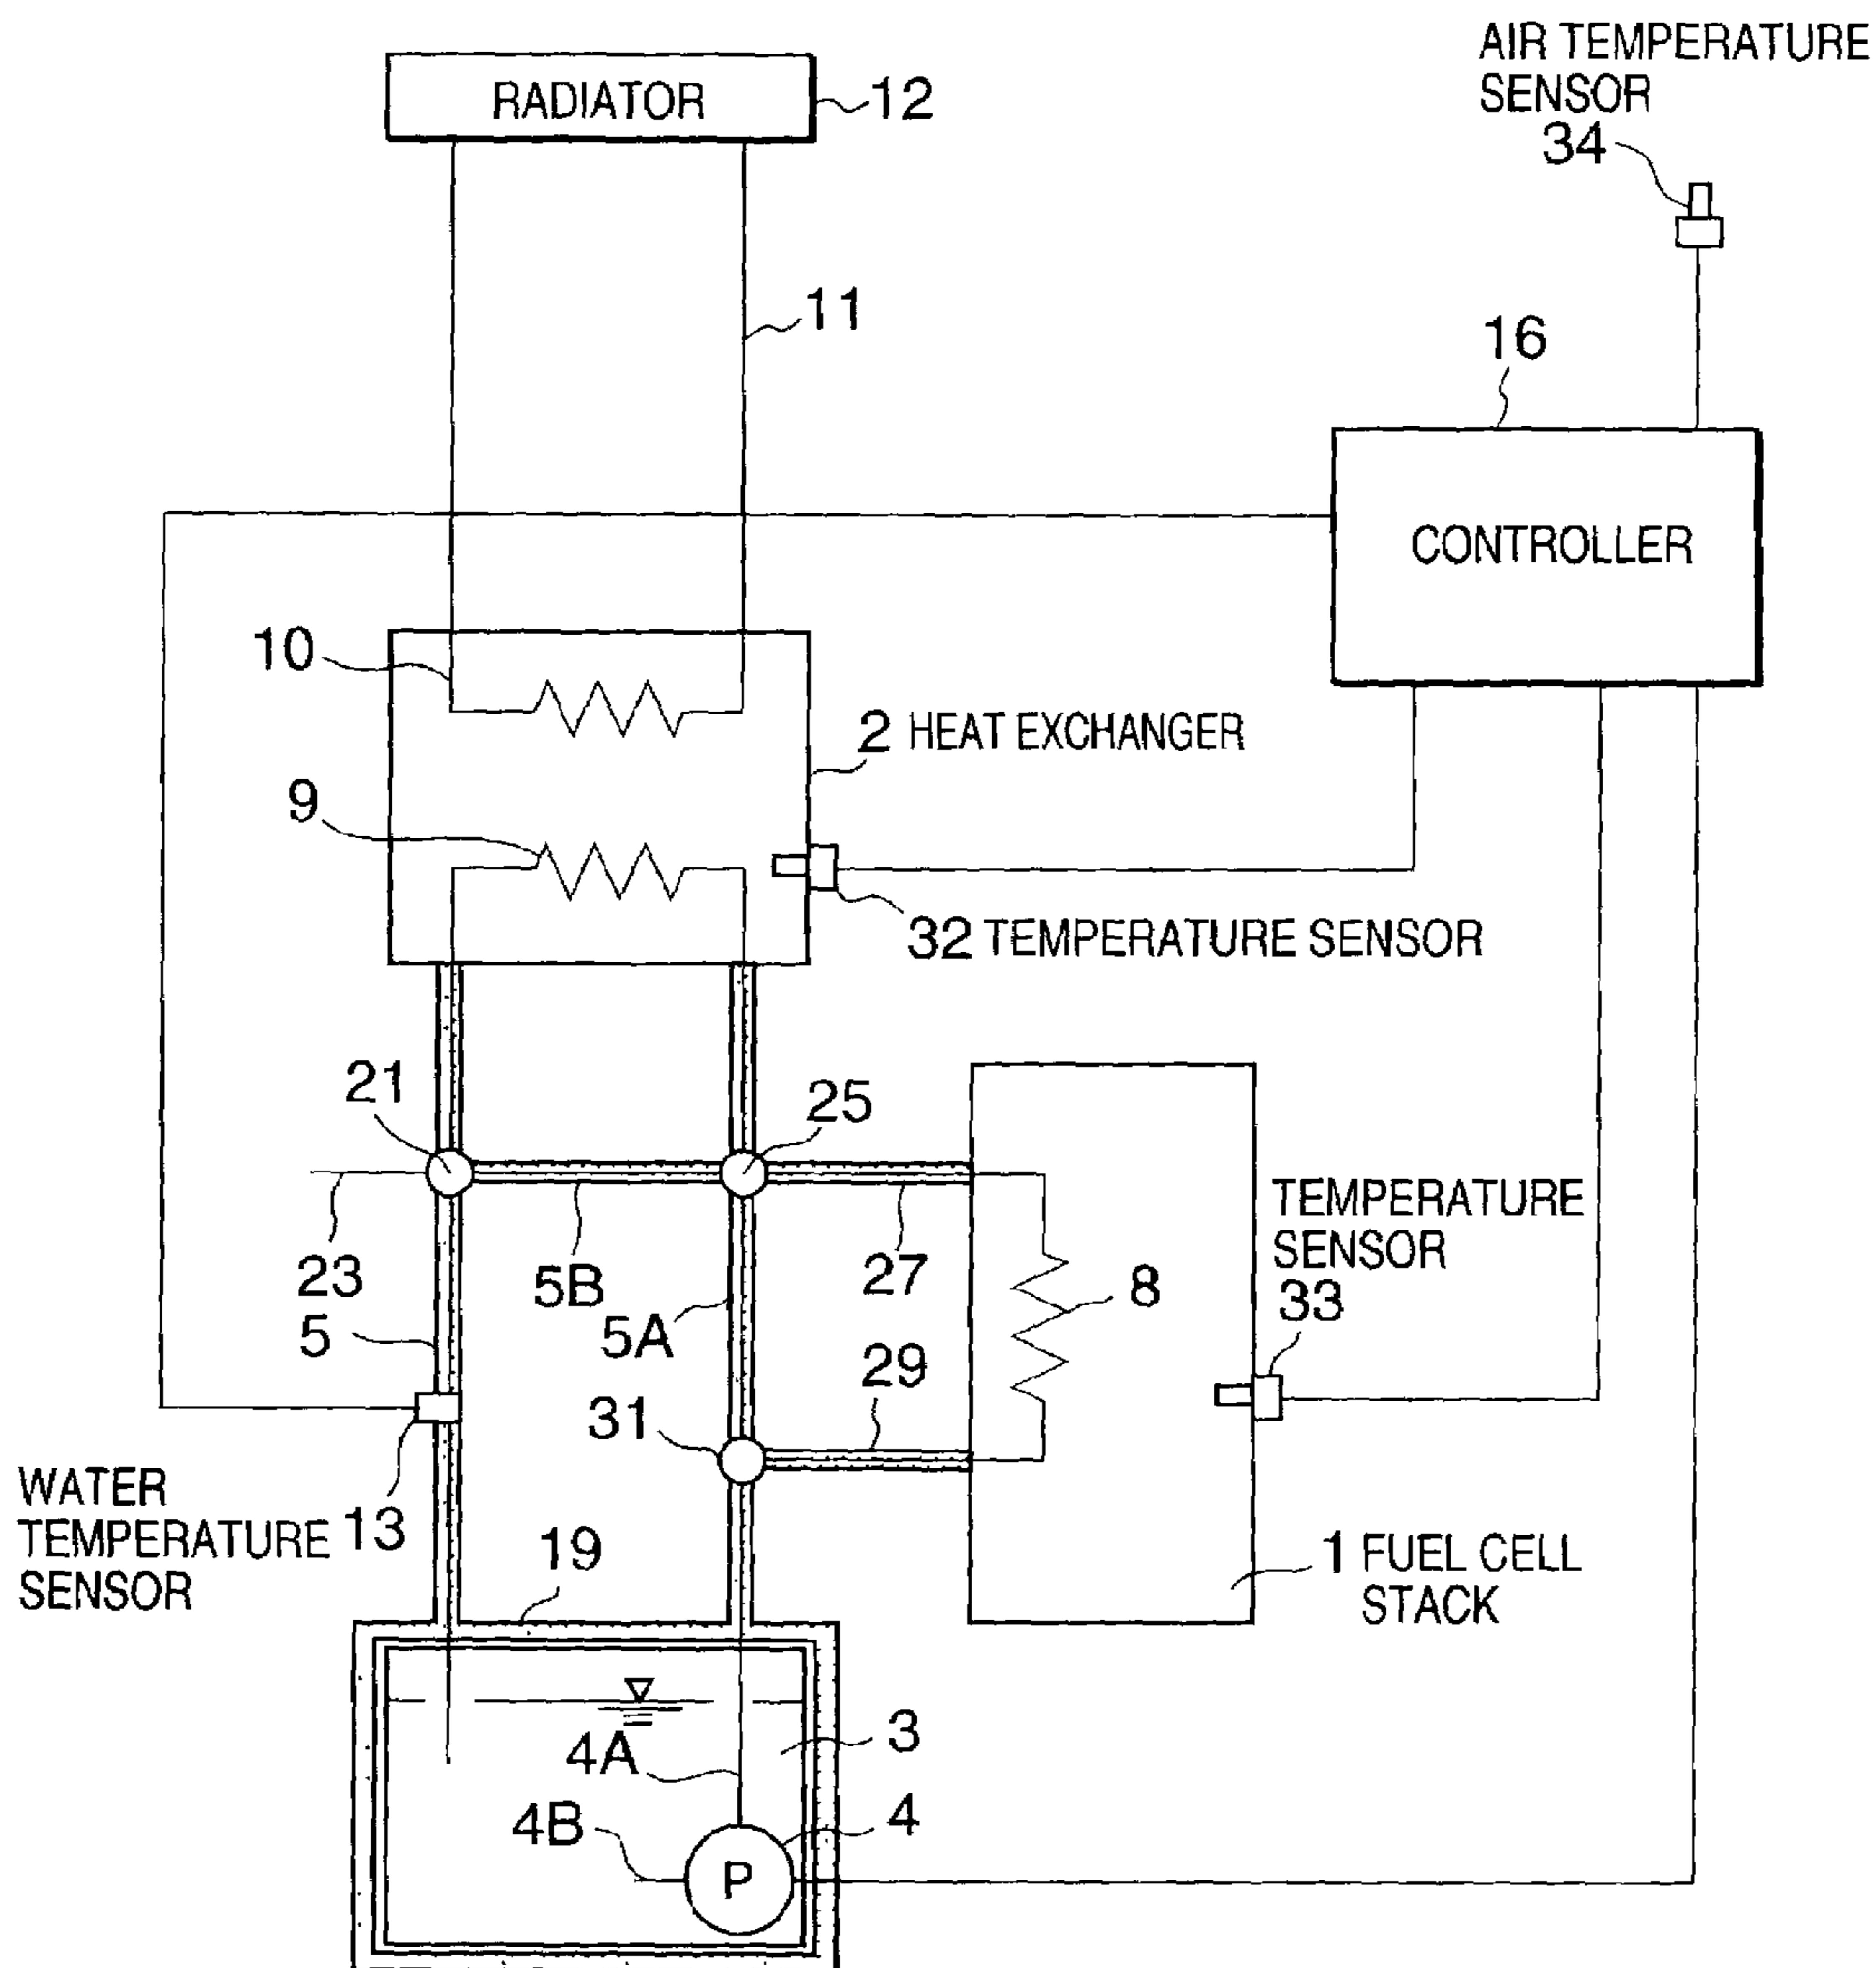 AIR TEMPERATURE
SENSOR
34
RADIATOR
12
11
16
CONTROLLER
10
2 HEAT EXCHANGER
9
32 TEMPERATURE SENSOR
21
25
23
5B
27
TEMPERATURE
SENSOR
33
8
5
5A
29
31
WATER
TEMPERATURE 13
SENSOR
19
1 FUEL CELL
STACK
3
4A
4B
4
P